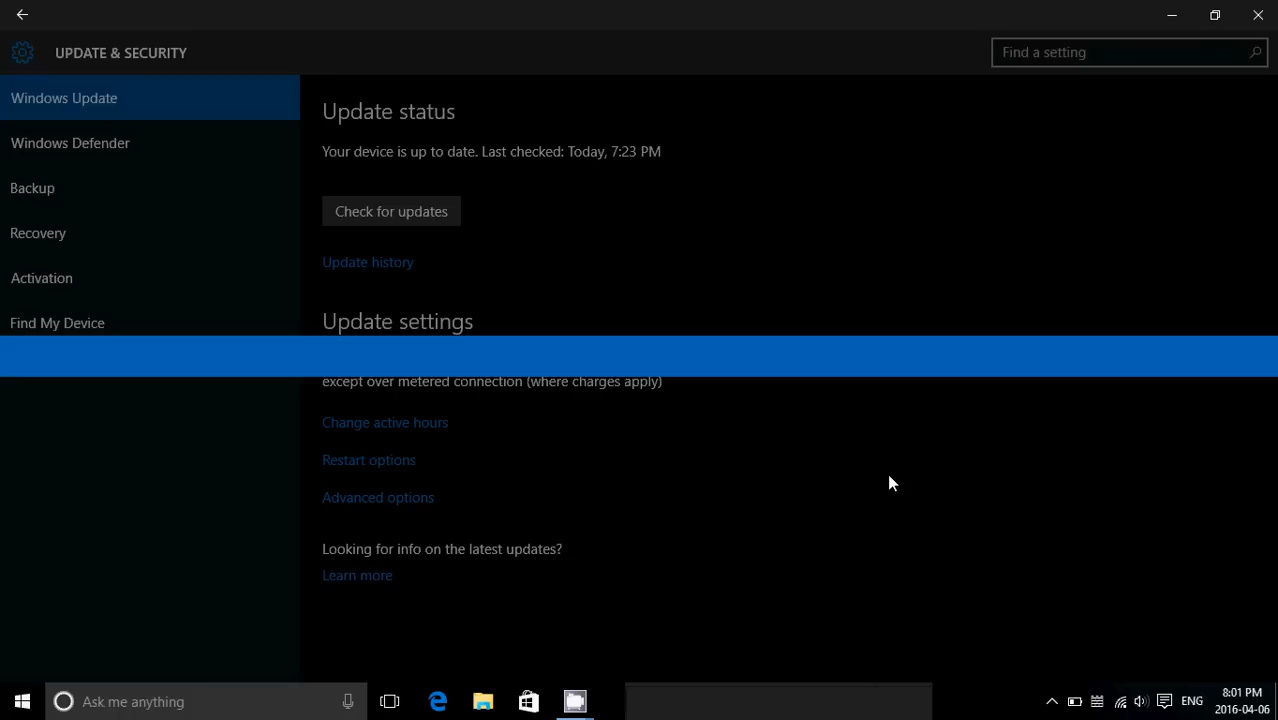 UPDATE & SECURITY
Find a setting
Windows Update
Windows Defender
Backup
Recovery
Activation
Find My Device
Update status
Your device is up to date. Last checked: Today, 7:23 PM
Check for updates
Update history
Update settings
except over metered connection (where charges apply)
Change active hours
Restart options
Advanced options
Looking for info on the latest updates?
Learn more
Ask me anything
ENG
8:01 PM
2016-04-06